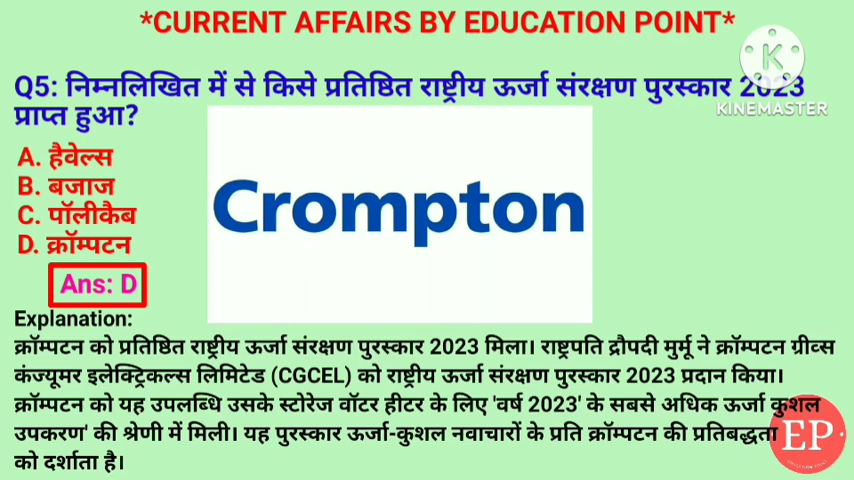 *CURRENT AFFAIRS BY EDUCATION POINT*
K
KINEMASTER
Q5: निम्नलिखित में से किसे प्रतिष्ठित राष्ट्रीय ऊर्जा संरक्षण पुरस्कार 2023
प्राप्त हुआ?
Crompton
A. हैवेल्स
B. बजाज
C. पॉलीकैब
D. क्रॉम्पटन
Ans: D
Explanation:
क्रॉम्पटन को प्रतिष्ठित राष्ट्रीय ऊर्जा संरक्षण पुरस्कार 2023 मिला। राष्ट्रपति द्रौपदी मुर्मू ने क्रॉम्पटन ग्रीव्स
कंज्यूमर इलेक्ट्रिकल्स लिमिटेड (CGCEL) को राष्ट्रीय ऊर्जा संरक्षण पुरस्कार 2023 प्रदान किया।
क्रॉम्पटन को यह उपलब्धि उसके स्टोरेज वॉटर हीटर के लिए 'वर्ष 2023' के सबसे अधिक ऊर्जा कुशल
उपकरण' की श्रेणी में मिली। यह पुरस्कार ऊर्जा-कुशल नवाचारों के प्रति क्रॉम्पटन की प्रतिबद्धता
को दर्शाता है।
EP
EDUCATION POINT